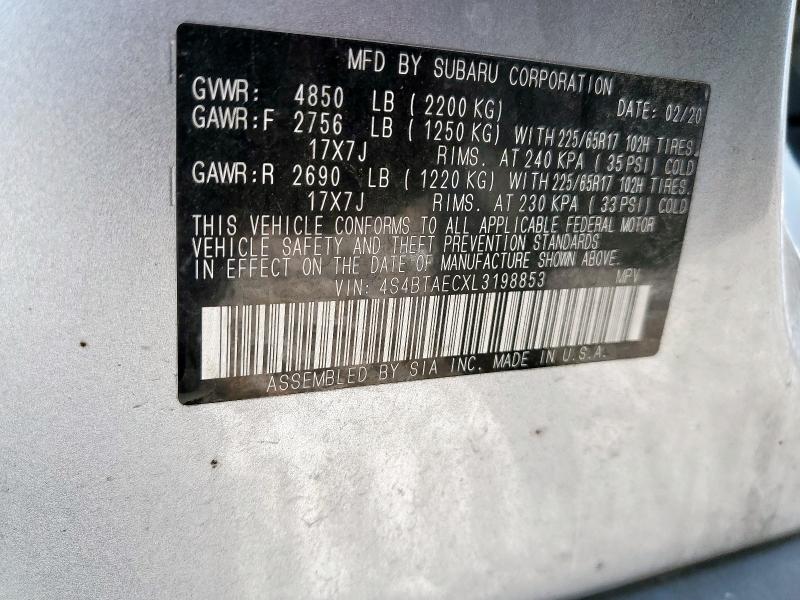 MFD BY SUBARU CORPORATION
GVWR: 4850 LB (2200 KG) DATE: 02/20
GAWR:F 2756 LB (1250 KG) WITH 225/65R17 102H TIRES.
17X7J RIMS. AT 240 KPA (35 PSI) COLD
GAWR:R 2690 LB (1220 KG) WITH 225/65R17 102H TIRES.
17X7J RIMS. AT 230 KPA (33 PSI) COLD
THIS VEHICLE CONFORMS TO ALL APPLICABLE FEDERAL MOTOR
VEHICLE SAFETY AND THEFT PREVENTION STANDARDS
IN EFFECT ON THE DATE OF MANUFACTURE SHOWN ABOVE.
VIN: 4S4BTAECXL3198853 MPV
ASSEMBLED BY SIA INC. MADE IN U.S.A.